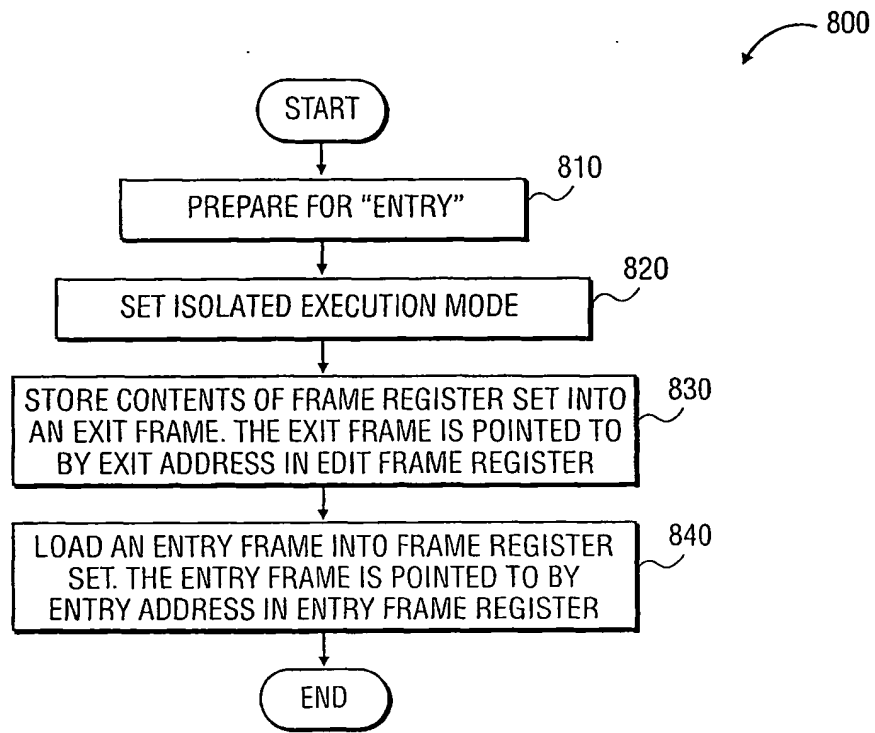 800
START
810
PREPARE FOR “ENTRY”
820
SET ISOLATED EXECUTION MODE
830
STORE CONTENTS OF FRAME REGISTER SET INTO
AN EXIT FRAME. THE EXIT FRAME IS POINTED TO
BY EXIT ADDRESS IN EDIT FRAME REGISTER
840
LOAD AN ENTRY FRAME INTO FRAME REGISTER
SET. THE ENTRY FRAME IS POINTED TO BY
ENTRY ADDRESS IN ENTRY FRAME REGISTER
END